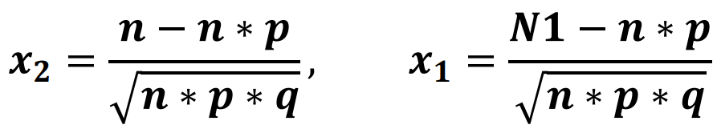 x₂ = (n − n ∗ p) / √(n ∗ p ∗ q), x₁ = (N1 − n ∗ p) / √(n ∗ p ∗ q)